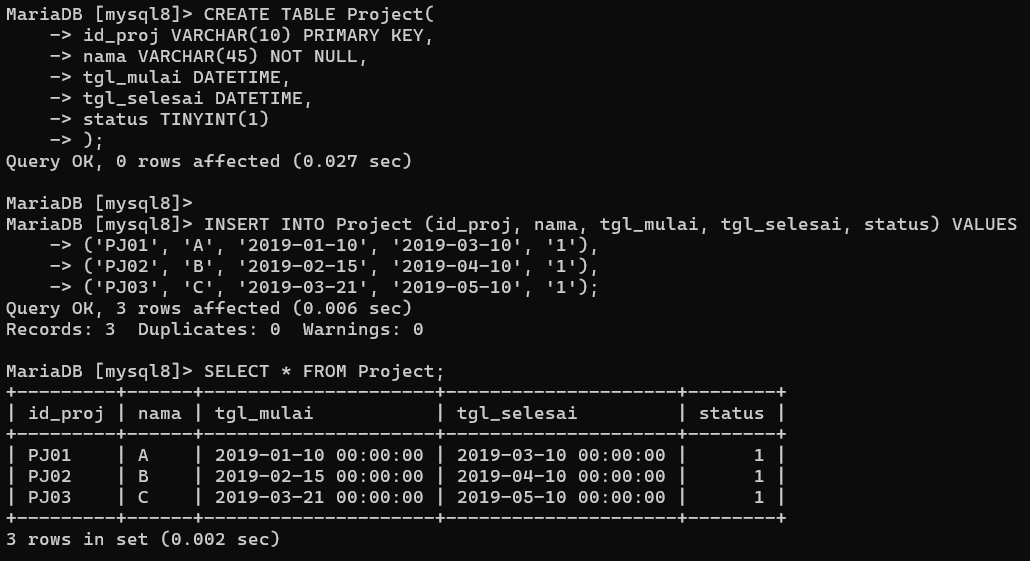 MariaDB [mysql8]> CREATE TABLE Project(
    -> id_proj VARCHAR(10) PRIMARY KEY,
    -> nama VARCHAR(45) NOT NULL,
    -> tgl_mulai DATETIME,
    -> tgl_selesai DATETIME,
    -> status TINYINT(1)
    -> );
Query OK, 0 rows affected (0.027 sec)

MariaDB [mysql8]>
MariaDB [mysql8]> INSERT INTO Project (id_proj, nama, tgl_mulai, tgl_selesai, status) VALUES
    -> ('PJ01', 'A', '2019-01-10', '2019-03-10', '1'),
    -> ('PJ02', 'B', '2019-02-15', '2019-04-10', '1'),
    -> ('PJ03', 'C', '2019-03-21', '2019-05-10', '1');
Query OK, 3 rows affected (0.006 sec)
Records: 3  Duplicates: 0  Warnings: 0

MariaDB [mysql8]> SELECT * FROM Project;
+---------+------+---------------------+---------------------+--------+
| id_proj | nama | tgl_mulai           | tgl_selesai         | status |
+---------+------+---------------------+---------------------+--------+
| PJ01    | A    | 2019-01-10 00:00:00 | 2019-03-10 00:00:00 |      1 |
| PJ02    | B    | 2019-02-15 00:00:00 | 2019-04-10 00:00:00 |      1 |
| PJ03    | C    | 2019-03-21 00:00:00 | 2019-05-10 00:00:00 |      1 |
+---------+------+---------------------+---------------------+--------+
3 rows in set (0.002 sec)